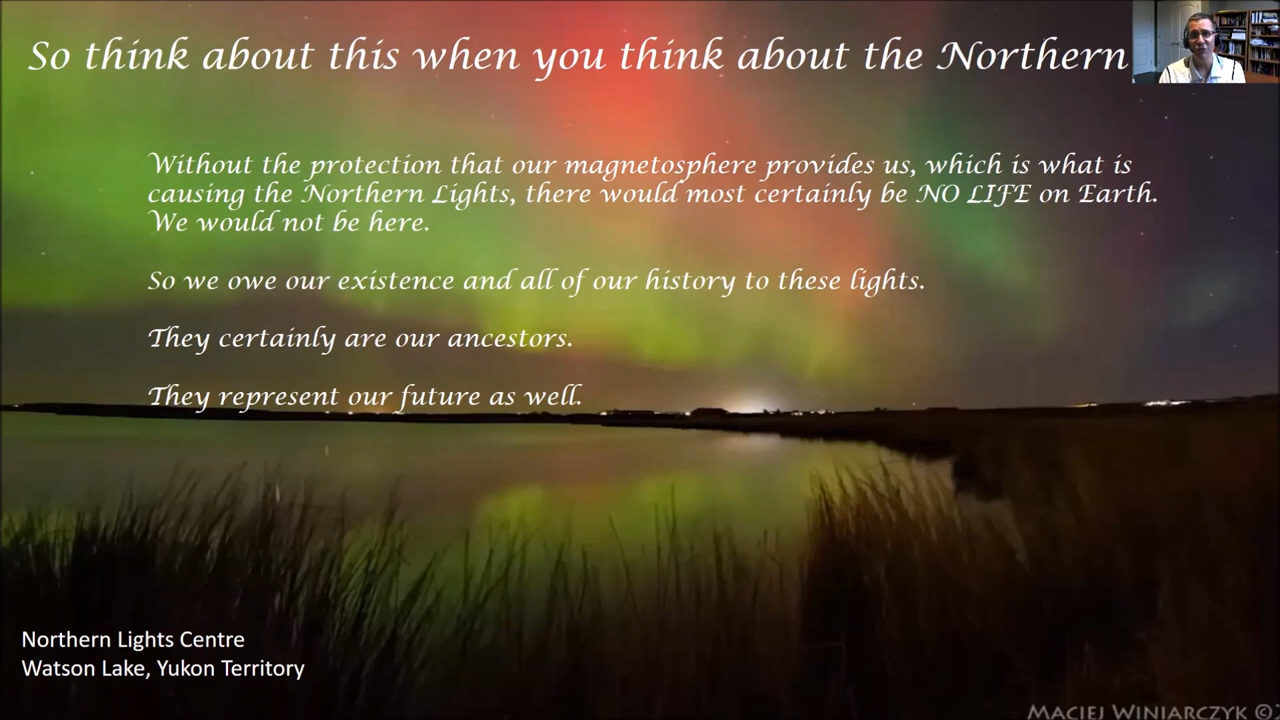 So think about this when you think about the Northern
Without the protection that our magnetosphere provides us, which is what is
causing the Northern Lights, there would most certainly be NO LIFE on Earth.
We would not be here.
So we owe our existence and all of our history to these lights.
They certainly are our ancestors.
They represent our future as well.
Northern Lights Centre
Watson Lake, Yukon Territory
MACIEJ WINIARCZYK ©